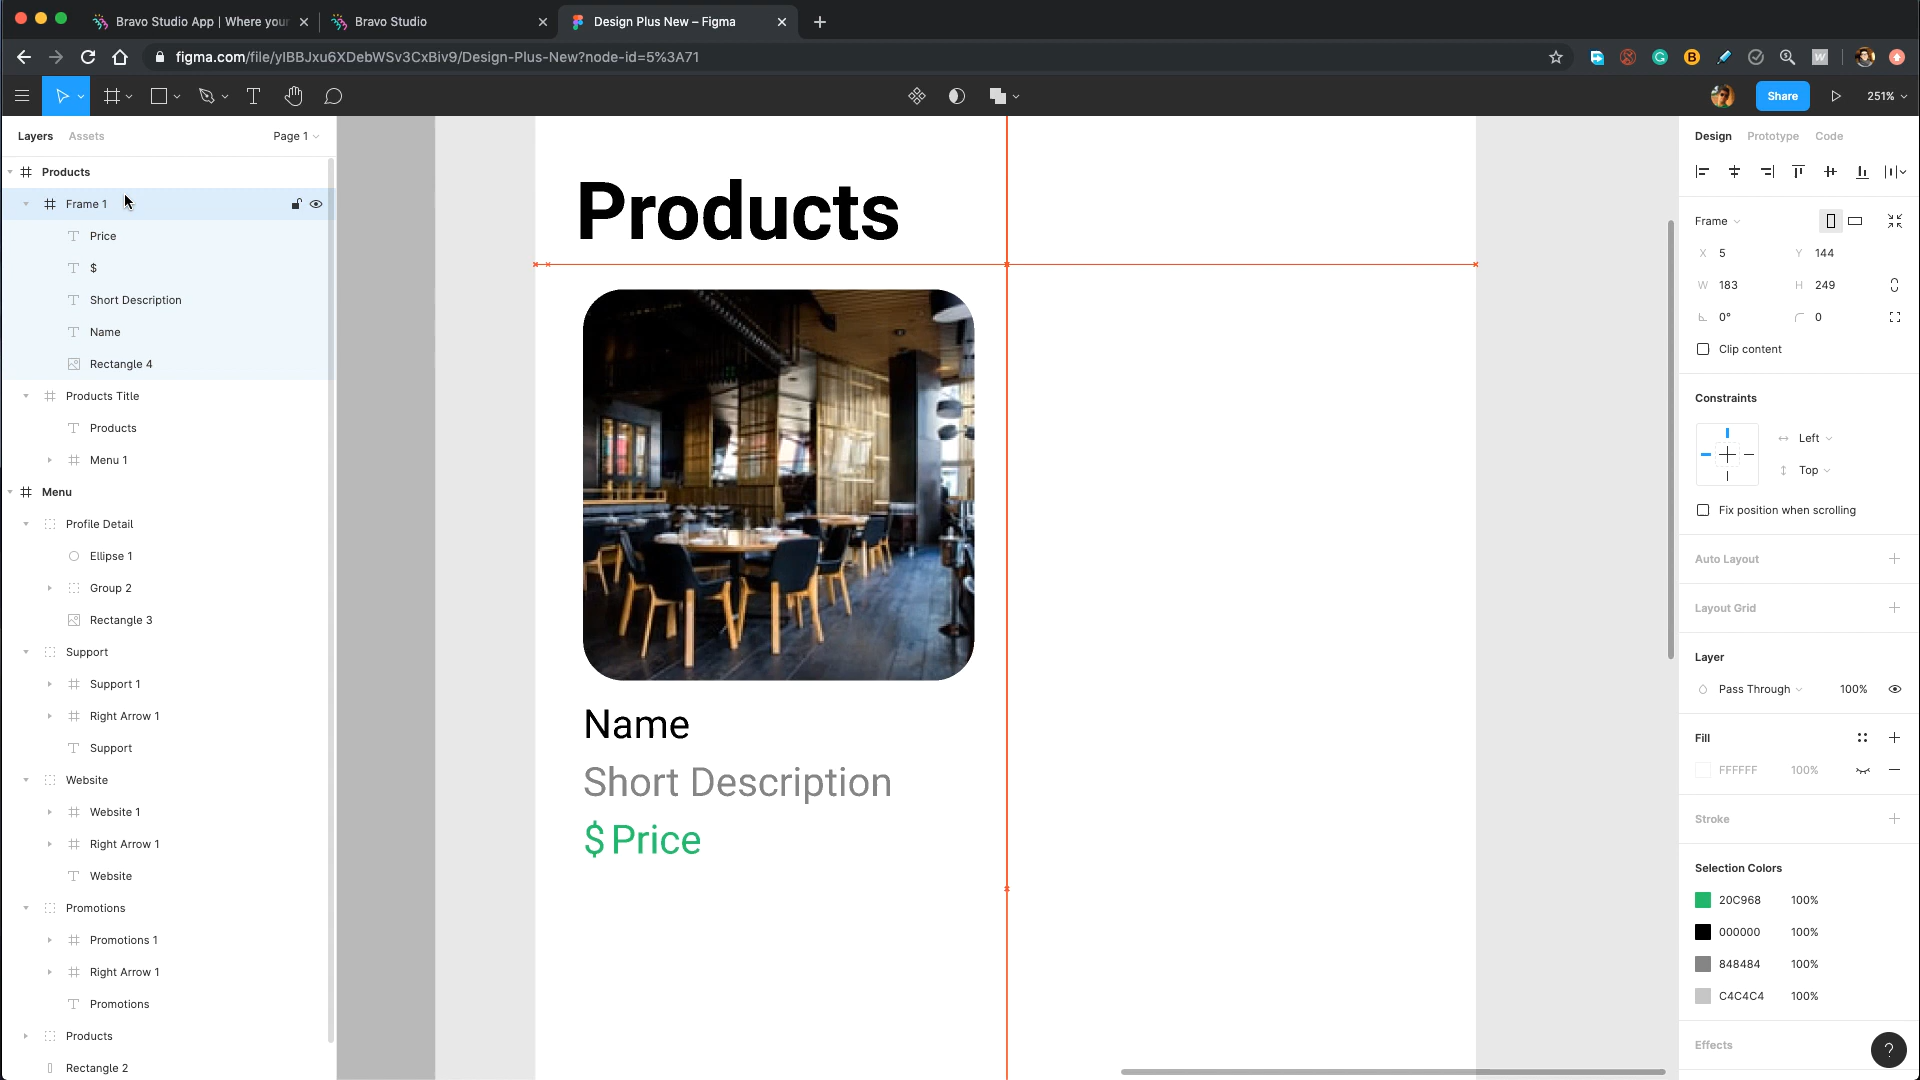 Bravo Studio App | Where your
Bravo Studio
Design Plus New – Figma
figma.com/file/yIBBJxu6XDebWSv3CxBiv9/Design-Plus-New?node-id=5%3A71
Share
251%
Layers
Assets
Page 1
Products
Frame 1
Price
$
Short Description
Name
Rectangle 4
Products Title
Products
Menu 1
Menu
Profile Detail
Ellipse 1
Group 2
Rectangle 3
Support
Support 1
Right Arrow 1
Support
Website
Website 1
Right Arrow 1
Website
Promotions
Promotions 1
Right Arrow 1
Promotions
Products
Rectangle 2
Products
Name
Short Description
$ Price
Design
Prototype
Code
Frame
X 5
Y 144
W 183
H 249
0°
0
Clip content
Constraints
Left
Top
Fix position when scrolling
Auto Layout
Layout Grid
Layer
Pass Through
100%
Fill
FFFFFF
100%
Stroke
Selection Colors
20C968 100%
000000 100%
848484 100%
C4C4C4 100%
Effects
?